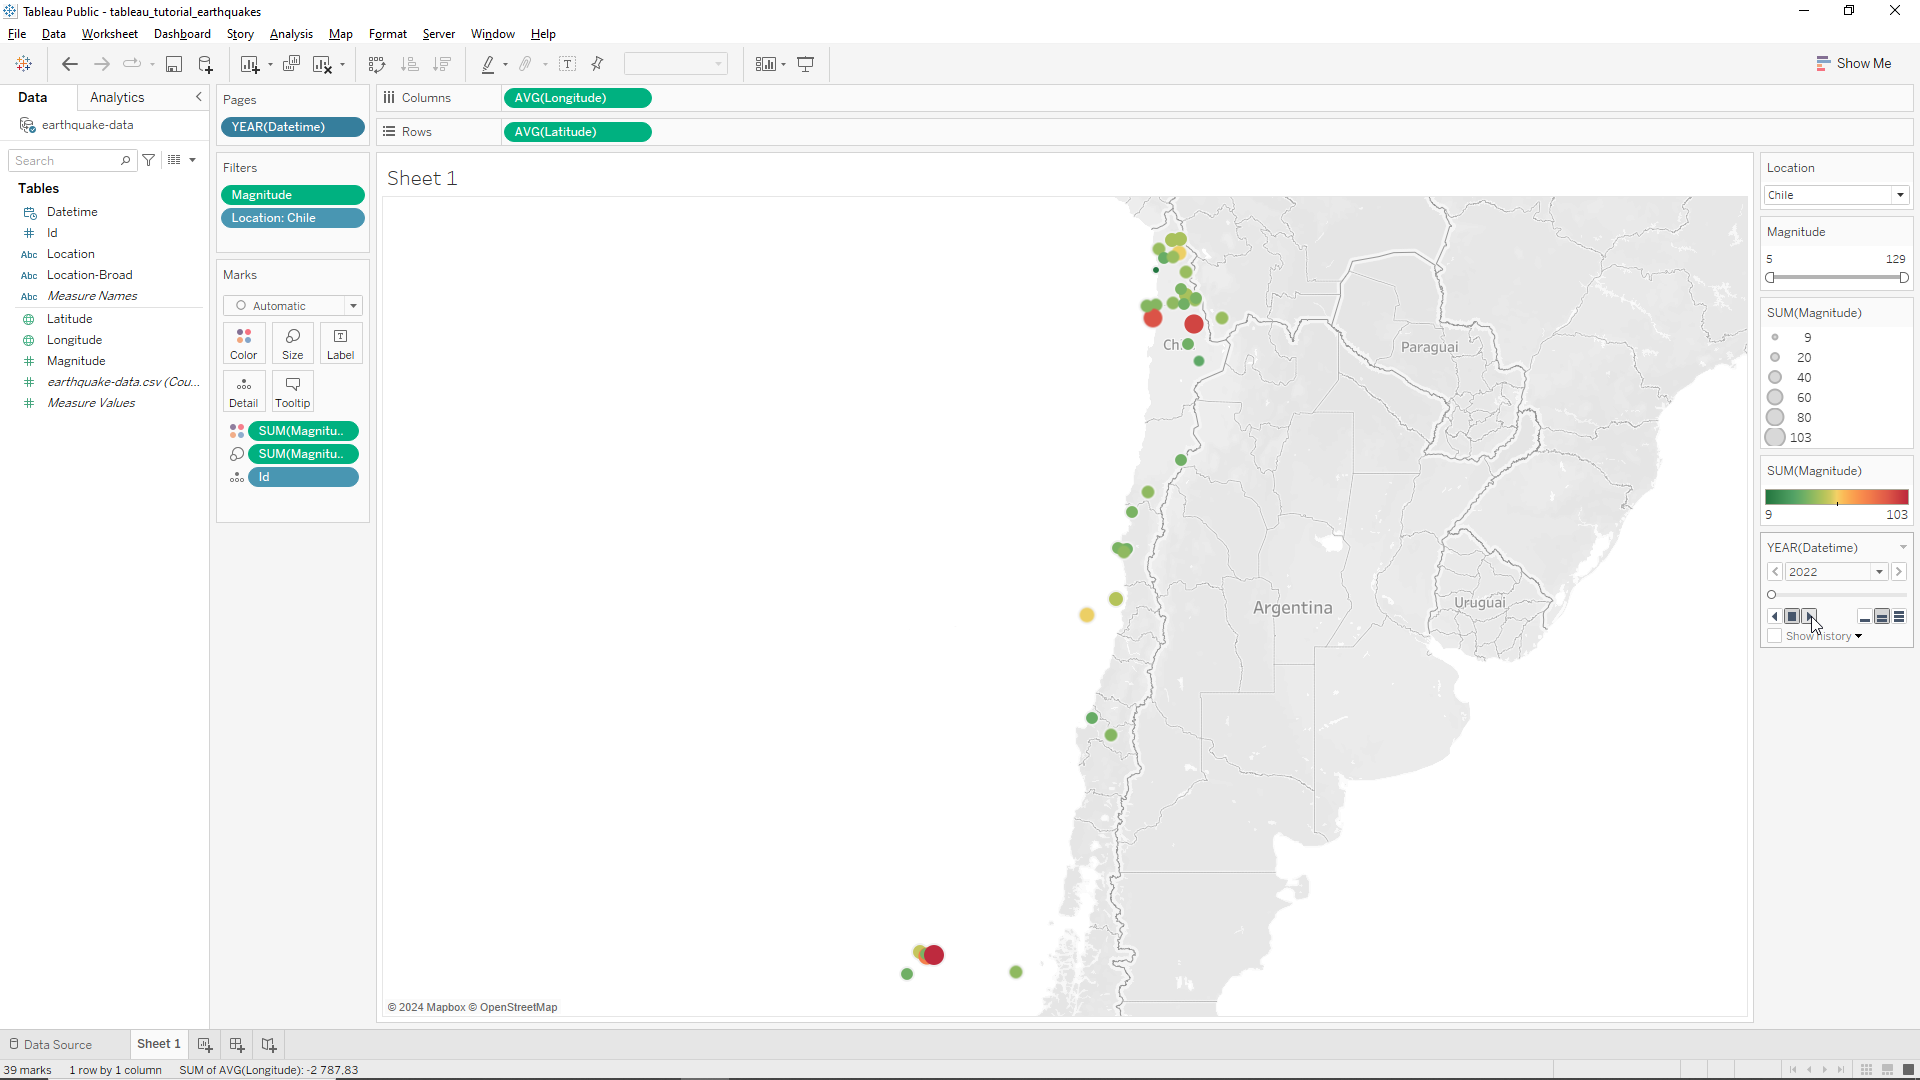 Tableau Public - tableau_tutorial_earthquakes
File Data Worksheet Dashboard Story Analysis Map Format Server Window Help
Show Me
Data Analytics
earthquake-data
Search
Tables
Datetime
Id
Abc Location
Abc Location-Broad
Abc Measure Names
Latitude
Longitude
Magnitude
earthquake-data.csv (Cou...
Measure Values
Pages
YEAR(Datetime)
Filters
Magnitude
Location: Chile
Marks
Automatic
Color Size Label
Detail Tooltip
SUM(Magnitu..
SUM(Magnitu..
Id
Columns AVG(Longitude)
Rows AVG(Latitude)
Sheet 1
Paraguai
Argentina
Uruguai
© 2024 Mapbox © OpenStreetMap
Location
Chile
Magnitude
5 129
SUM(Magnitude)
9
20
40
60
80
103
SUM(Magnitude)
9 103
YEAR(Datetime)
2022
Show history
Data Source Sheet 1
39 marks 1 row by 1 column SUM of AVG(Longitude): -2 787,83